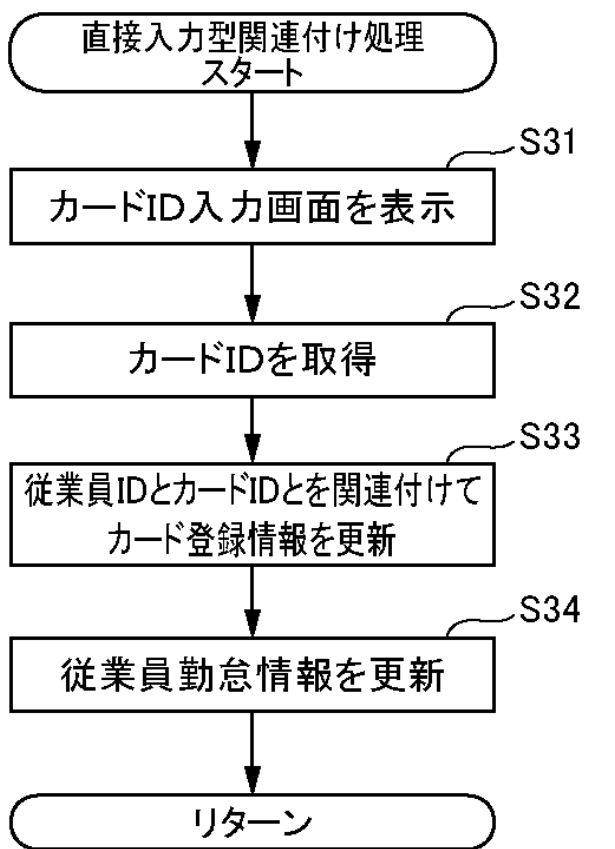 直接入力型関連付け処理
スタート
S31
カードID入力画面を表示
S32
カードIDを取得
S33
従業員IDとカードIDとを関連付けて
カード登録情報を更新
S34
従業員勤怠情報を更新
リターン